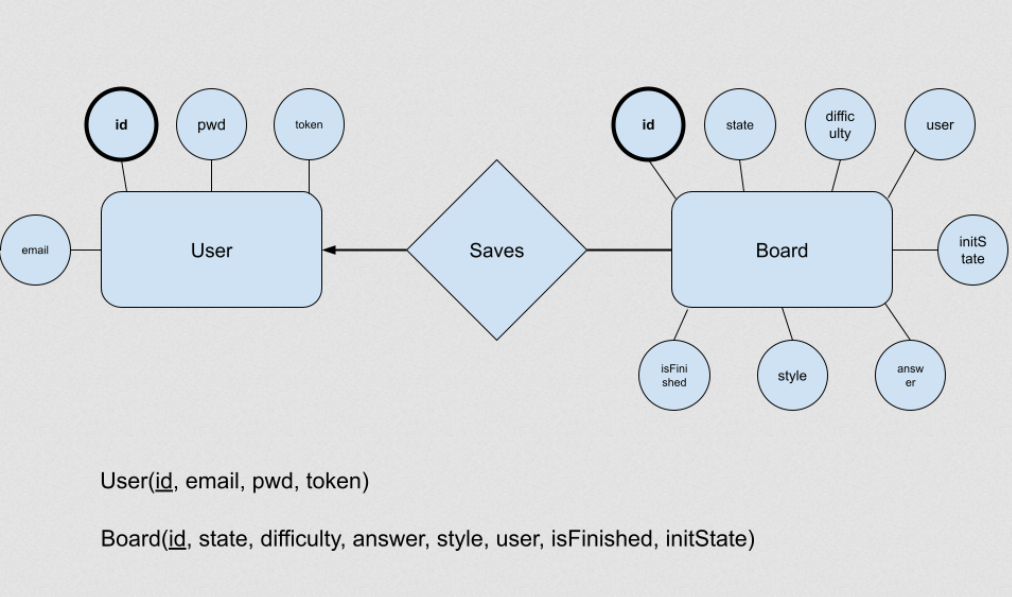 id
pwd
token
id
state
diffic
ulty
user
email
User
Saves
Board
initS
tate
isFini
shed
style
answ
er
User(id, email, pwd, token)
Board(id, state, difficulty, answer, style, user, isFinished, initState)